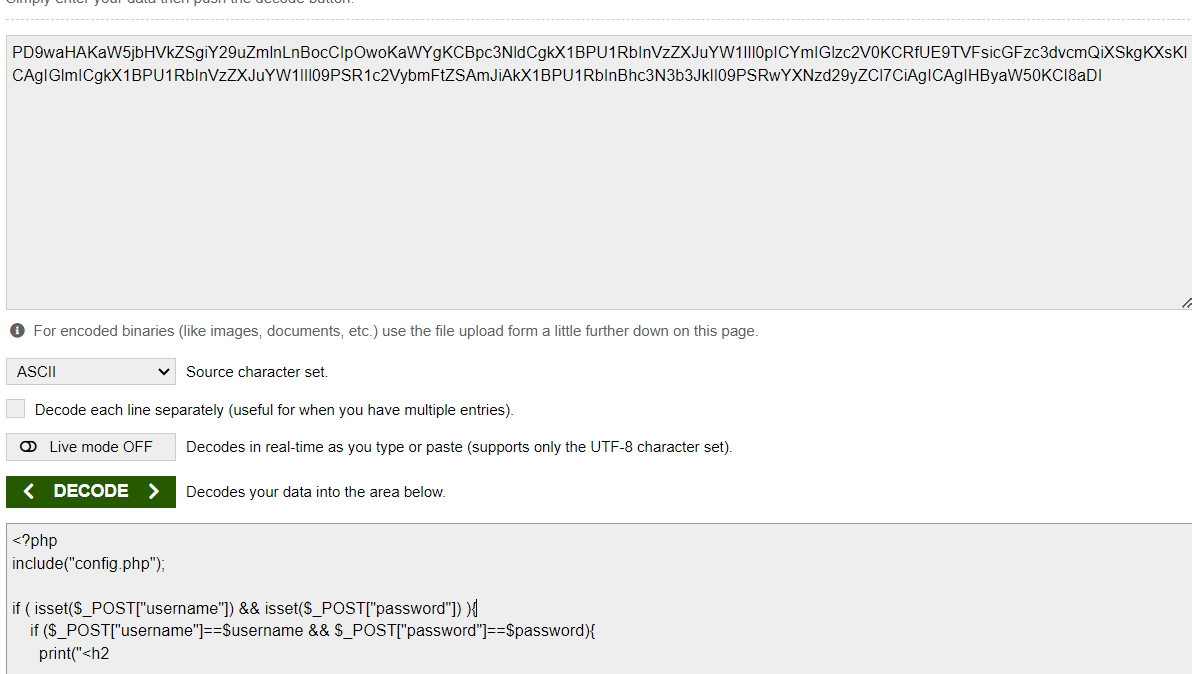 Simply enter your data then push the decode button.
PD9waHAKaW5jbHVkZSgiY29uZmlnLnBocCIpOwoKaWYgKCBpc3NldCgkX1BPU1RbInVzZXJuYW1lIl0pICYmIGlzc2V0KCRfUE9TVFsicGFzc3dvcmQiXSkgKXsKI
CAgIGlmICgkX1BPU1RbInVzZXJuYW1lIl09PSR1c2VybmFtZSAmJiAkX1BPU1RbInBhc3N3b3JkIl09PSRwYXNzd29yZCl7CiAgICAgIHByaW50KCI8aDI
For encoded binaries (like images, documents, etc.) use the file upload form a little further down on this page.
ASCII Source character set.
Decode each line separately (useful for when you have multiple entries).
Live mode OFF Decodes in real-time as you type or paste (supports only the UTF-8 character set).
< DECODE > Decodes your data into the area below.
<?php
include("config.php");
if ( isset($_POST["username"]) && isset($_POST["password"]) ){
if ($_POST["username"]==$username && $_POST["password"]==$password){
print("<h2